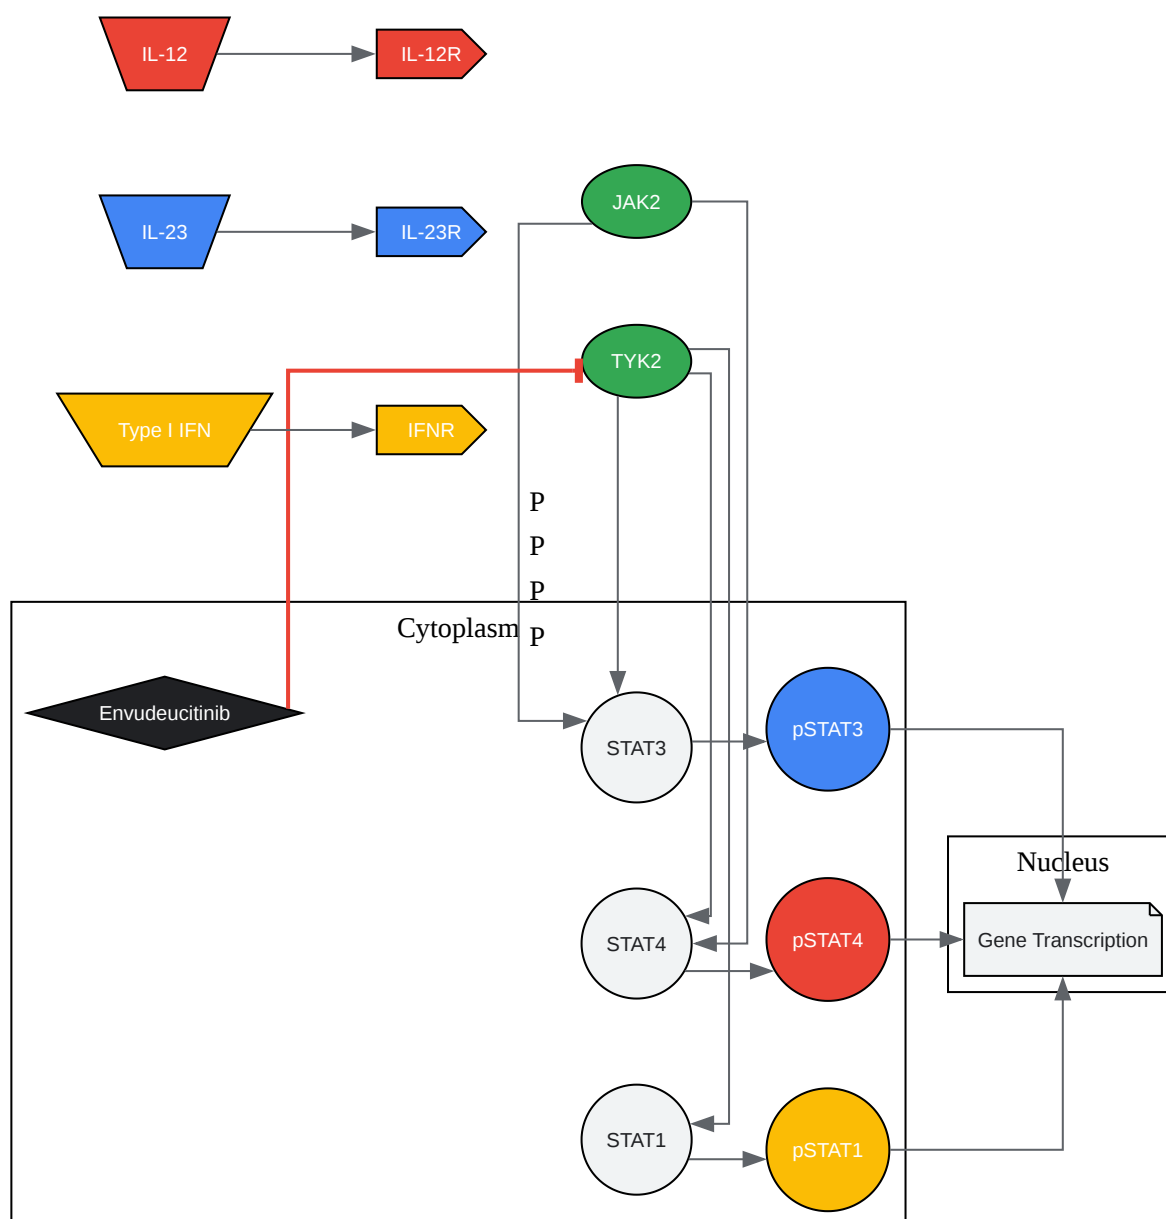 IL-12
IL-12R
JAK2
IL-23
IL-23R
TYK2
Type I IFN
IFNR
P
P
P
P
Cytoplasm
Envudeucitinib
STAT3
pSTAT3
Nucleus
STAT4
pSTAT4
Gene Transcription
STAT1
pSTAT1